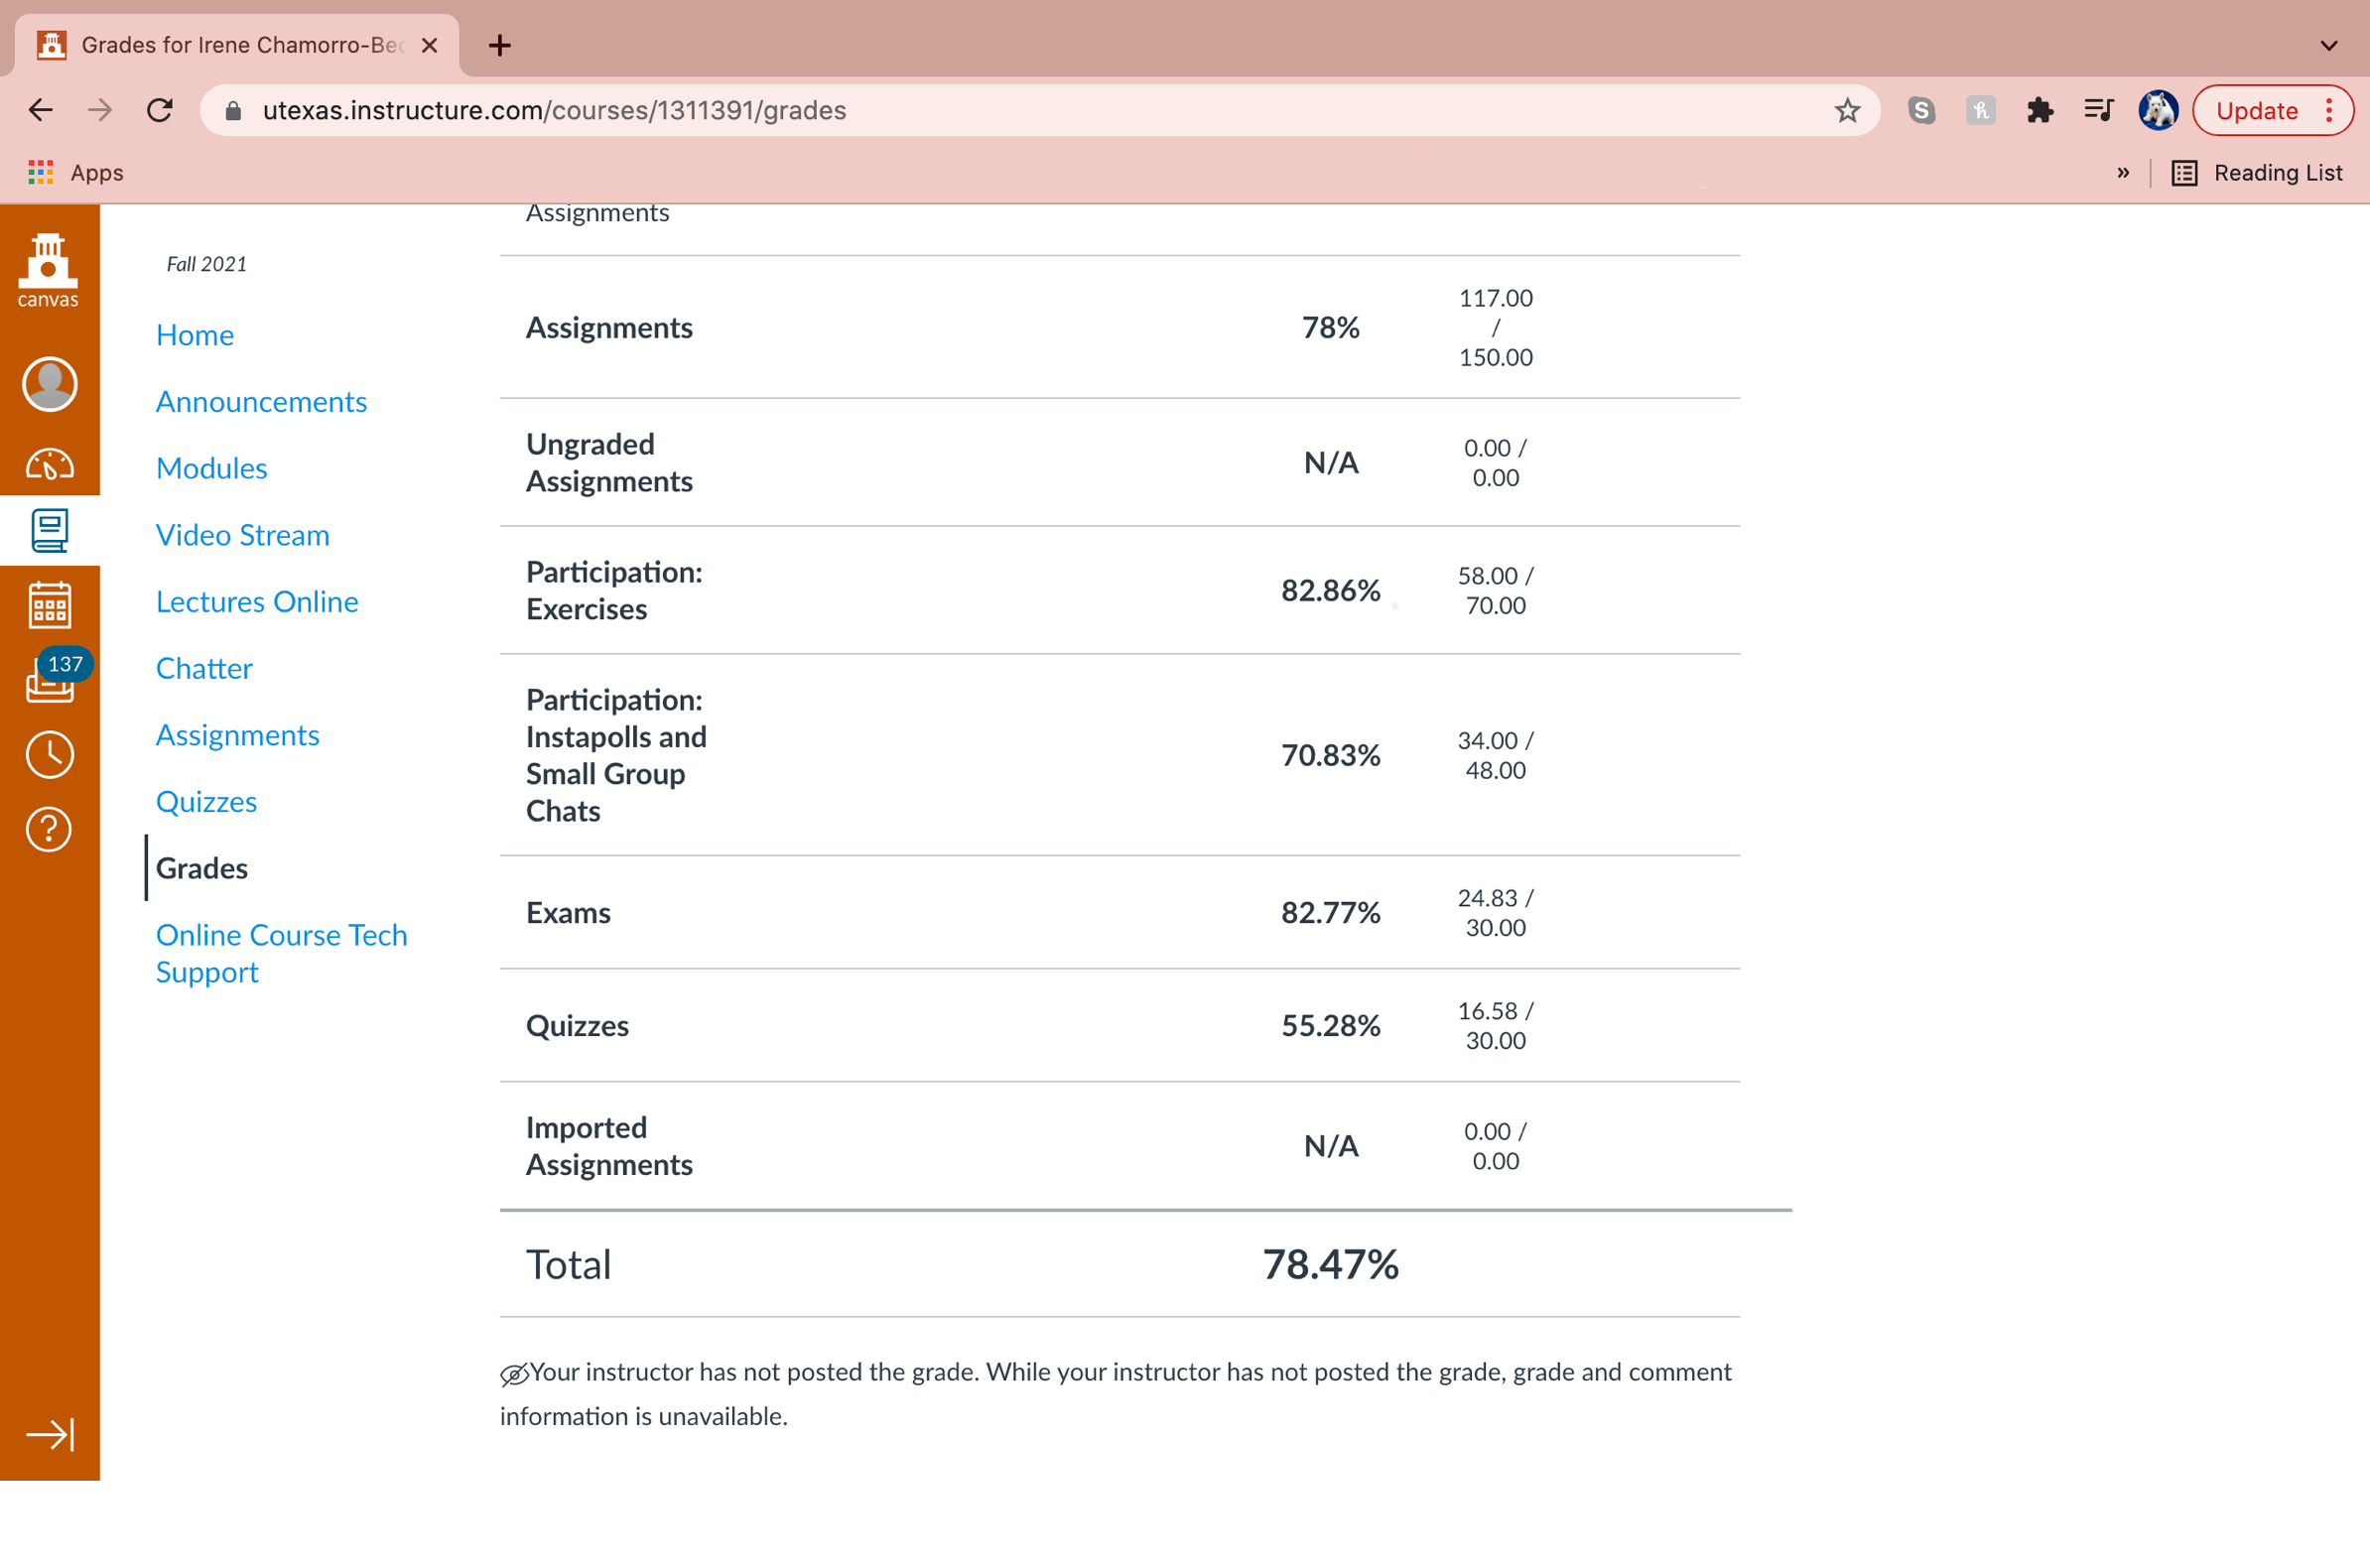 Grades for Irene Chamorro-Bec
utexas.instructure.com/courses/1311391/grades
Update
Apps
»
Reading List
canvas
137
Fall 2021
Home
Announcements
Modules
Video Stream
Lectures Online
Chatter
Assignments
Quizzes
Grades
Online Course Tech
Support
Assignments
Assignments 78% 117.00
/
150.00
Ungraded
Assignments
N/A
0.00 /
0.00
Participation:
Exercises
82.86%
58.00 /
70.00
Participation:
Instapolls and
Small Group
Chats
70.83%
34.00 /
48.00
Exams 82.77% 24.83 /
30.00
Quizzes 55.28% 16.58 /
30.00
Imported
Assignments
N/A
0.00 /
0.00
Total 78.47%
Your instructor has not posted the grade. While your instructor has not posted the grade, grade and comment
information is unavailable.